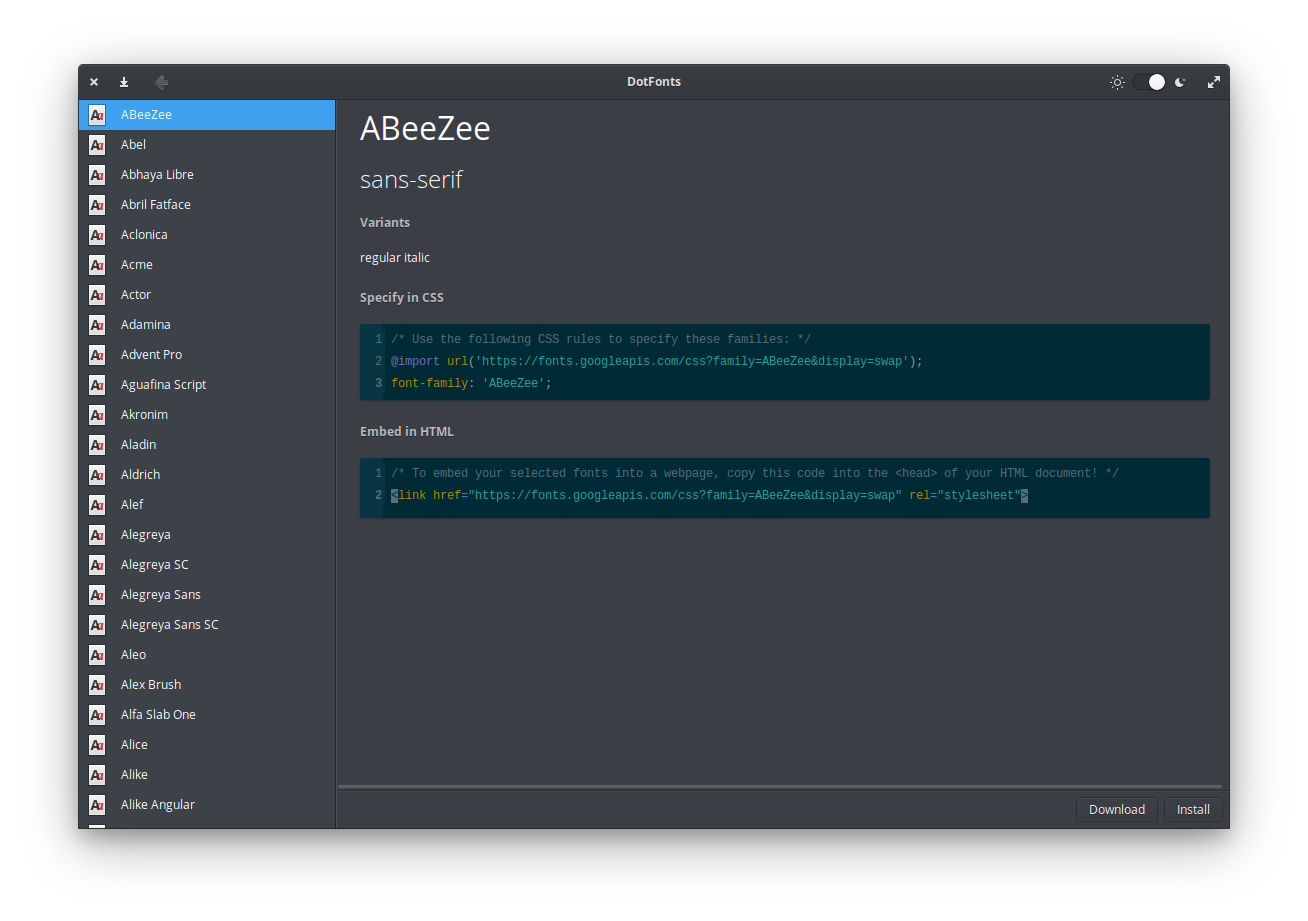 DotFonts
ABeeZee
Abel
Abhaya Libre
Abril Fatface
Aclonica
Acme
Actor
Adamina
Advent Pro
Aguafina Script
Akronim
Aladin
Aldrich
Alef
Alegreya
Alegreya SC
Alegreya Sans
Alegreya Sans SC
Aleo
Alex Brush
Alfa Slab One
Alice
Alike
Alike Angular
ABeeZee
sans-serif
Variants
regular italic
Specify in CSS
1 /* Use the following CSS rules to specify these families: */
2 @import url('https://fonts.googleapis.com/css?family=ABeeZee&display=swap');
3 font-family: 'ABeeZee';
Embed in HTML
1 /* To embed your selected fonts into a webpage, copy this code into the <head> of your HTML document! */
2 <link href="https://fonts.googleapis.com/css?family=ABeeZee&display=swap" rel="stylesheet">
Download Install